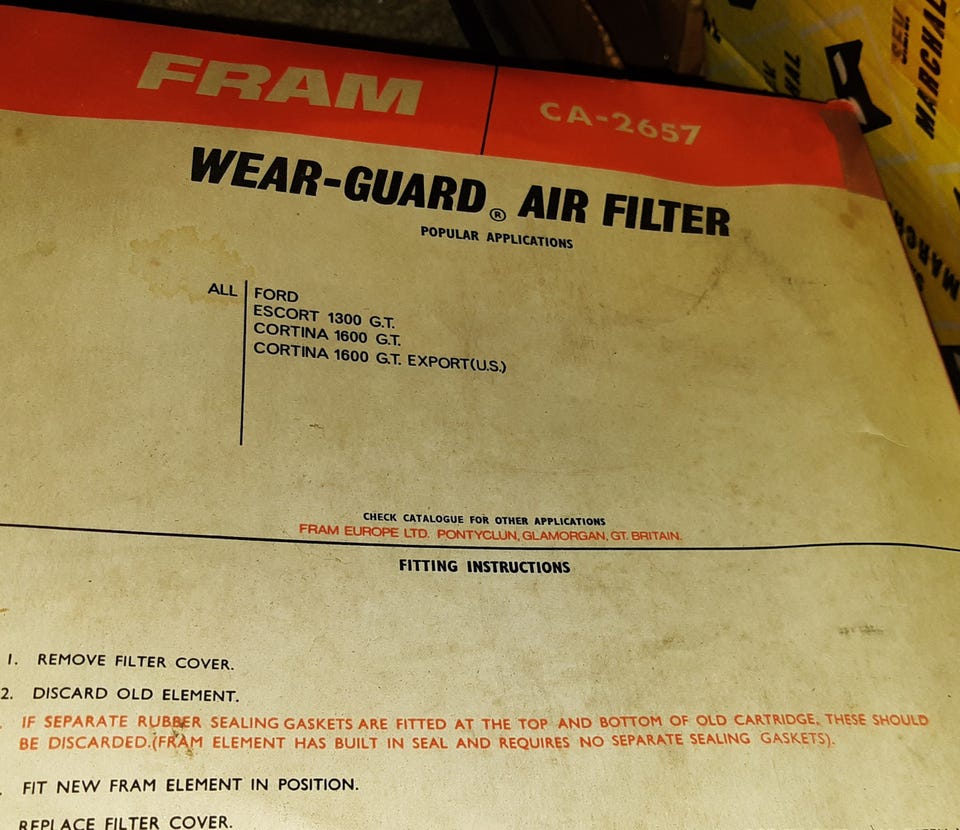 FRAM
CA-2657
WEAR-GUARD® AIR FILTER
POPULAR APPLICATIONS
ALL FORD
ESCORT 1300 G.T.
CORTINA 1600 G.T.
CORTINA 1600 G.T. EXPORT(U.S.)
CHECK CATALOGUE FOR OTHER APPLICATIONS
FRAM EUROPE LTD. PONTYCLUN, GLAMORGAN, GT. BRITAIN.
FITTING INSTRUCTIONS
1. REMOVE FILTER COVER.
2. DISCARD OLD ELEMENT.
IF SEPARATE RUBBER SEALING GASKETS ARE FITTED AT THE TOP AND BOTTOM OF OLD CARTRIDGE, THESE SHOULD
BE DISCARDED.(FRAM ELEMENT HAS BUILT IN SEAL AND REQUIRES NO SEPARATE SEALING GASKETS).
FIT NEW FRAM ELEMENT IN POSITION.
REPLACE FILTER COVER.
S.E.V.
MARCHAL